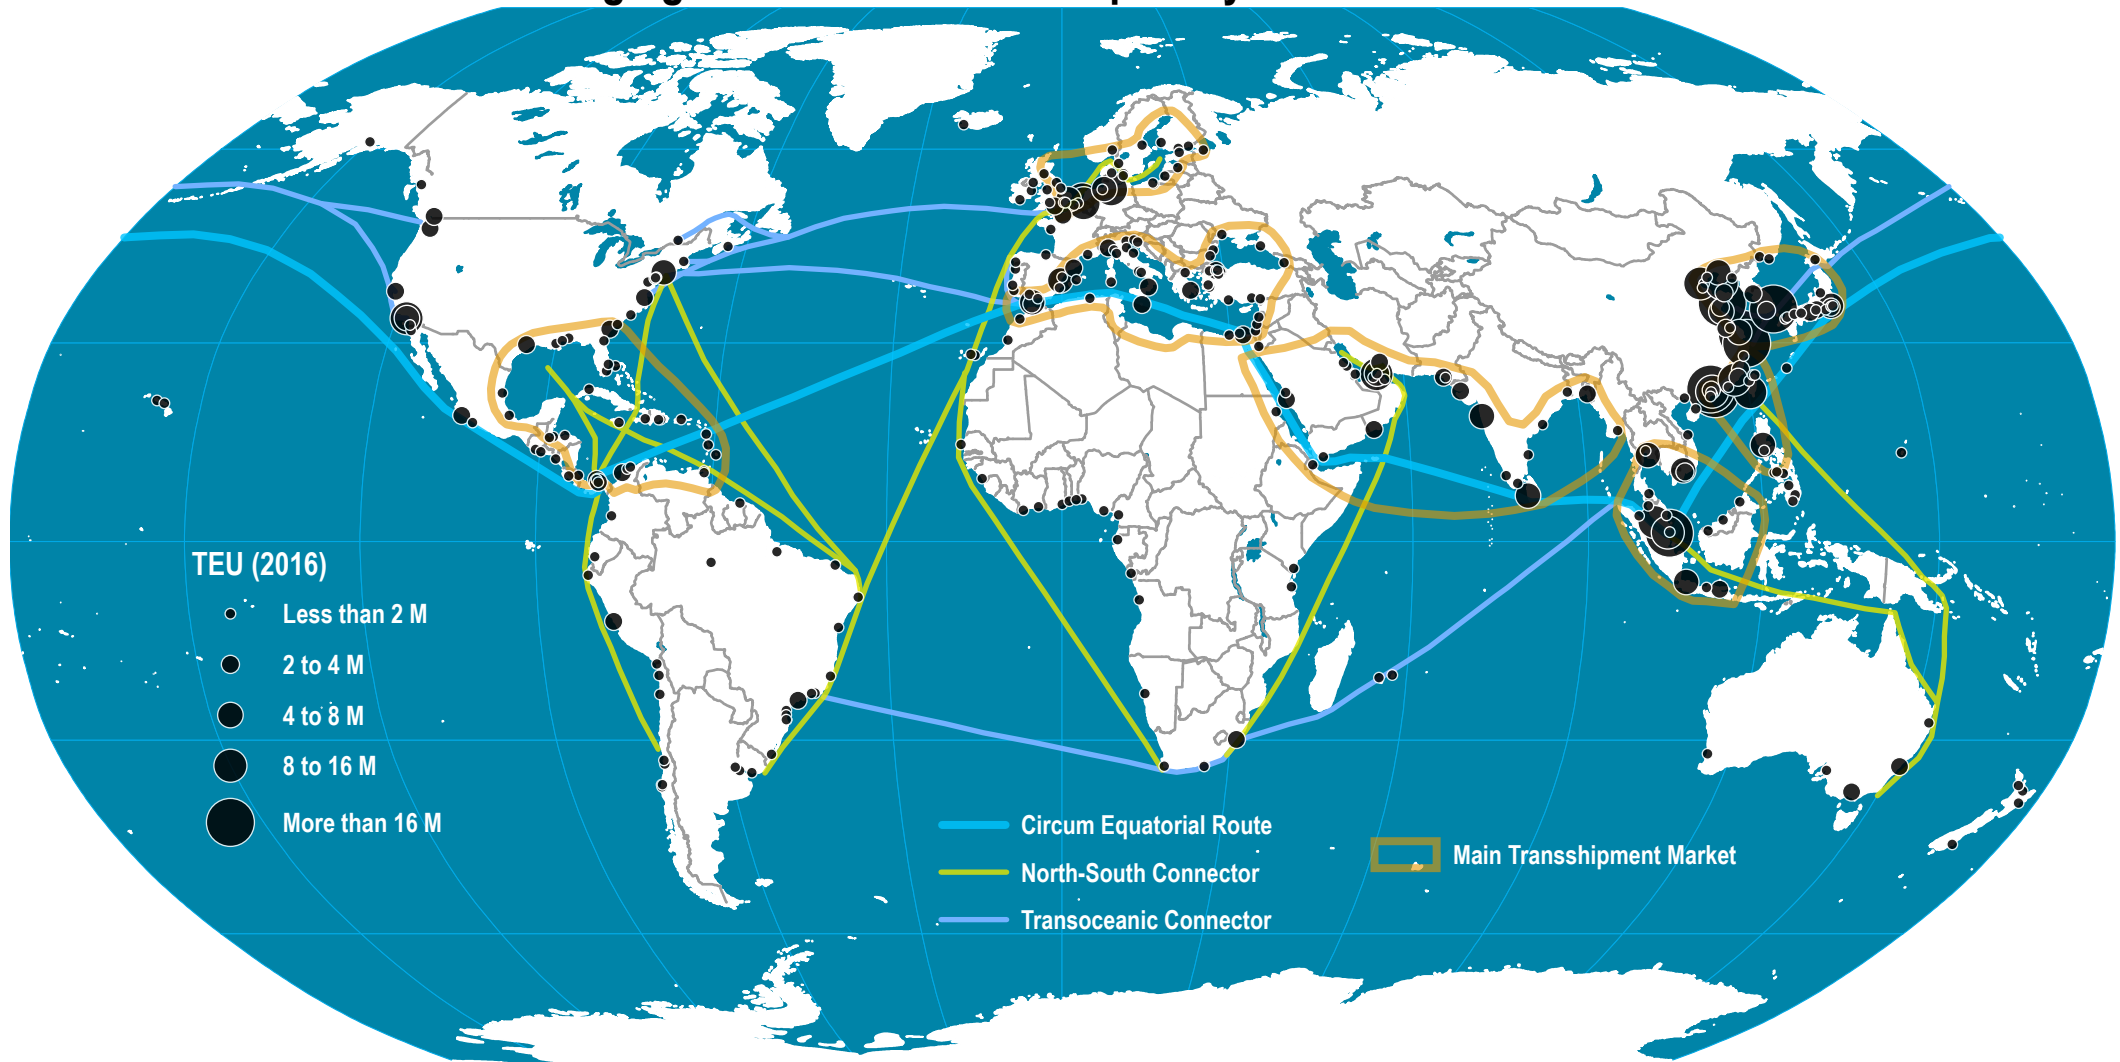 TEU (2016)
Less than 2 M
2 to 4 M
4 to 8 M
8 to 16 M
More than 16 M
Circum Equatorial Route
North-South Connector
Transoceanic Connector
Main Transshipment Market